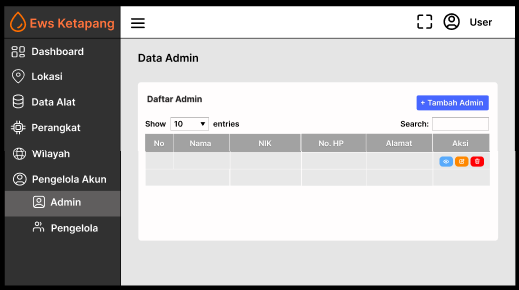 Ews Ketapang
User
Dashboard
Lokasi
Data Alat
Perangkat
Wilayah
Pengelola Akun
Admin
Pengelola
Data Admin
Daftar Admin
+ Tambah Admin
Show 10 entries
Search:
No Nama NIK No. HP Alamat Aksi